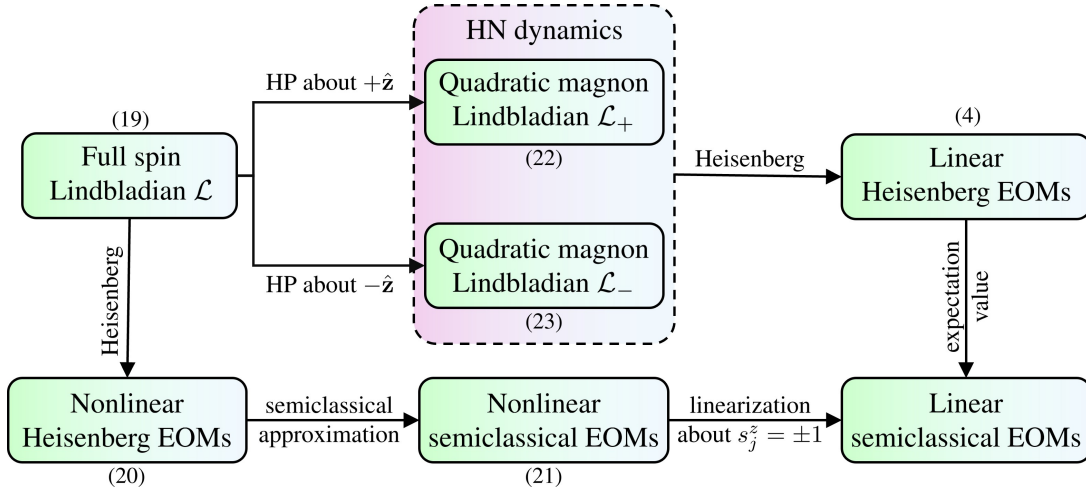 HN dynamics
HP about +ẑ
Quadratic magnon
Lindbladian ℒ₊
(22)
(19)
Full spin
Lindbladian ℒ
Heisenberg
(4)
Linear
Heisenberg EOMs
HP about −ẑ
Quadratic magnon
Lindbladian ℒ₋
(23)
Heisenberg
expectation
value
Nonlinear
Heisenberg EOMs
(20)
semiclassical
approximation
Nonlinear
semiclassical EOMs
(21)
linearization
about $s_j^z = \pm 1$
Linear
semiclassical EOMs